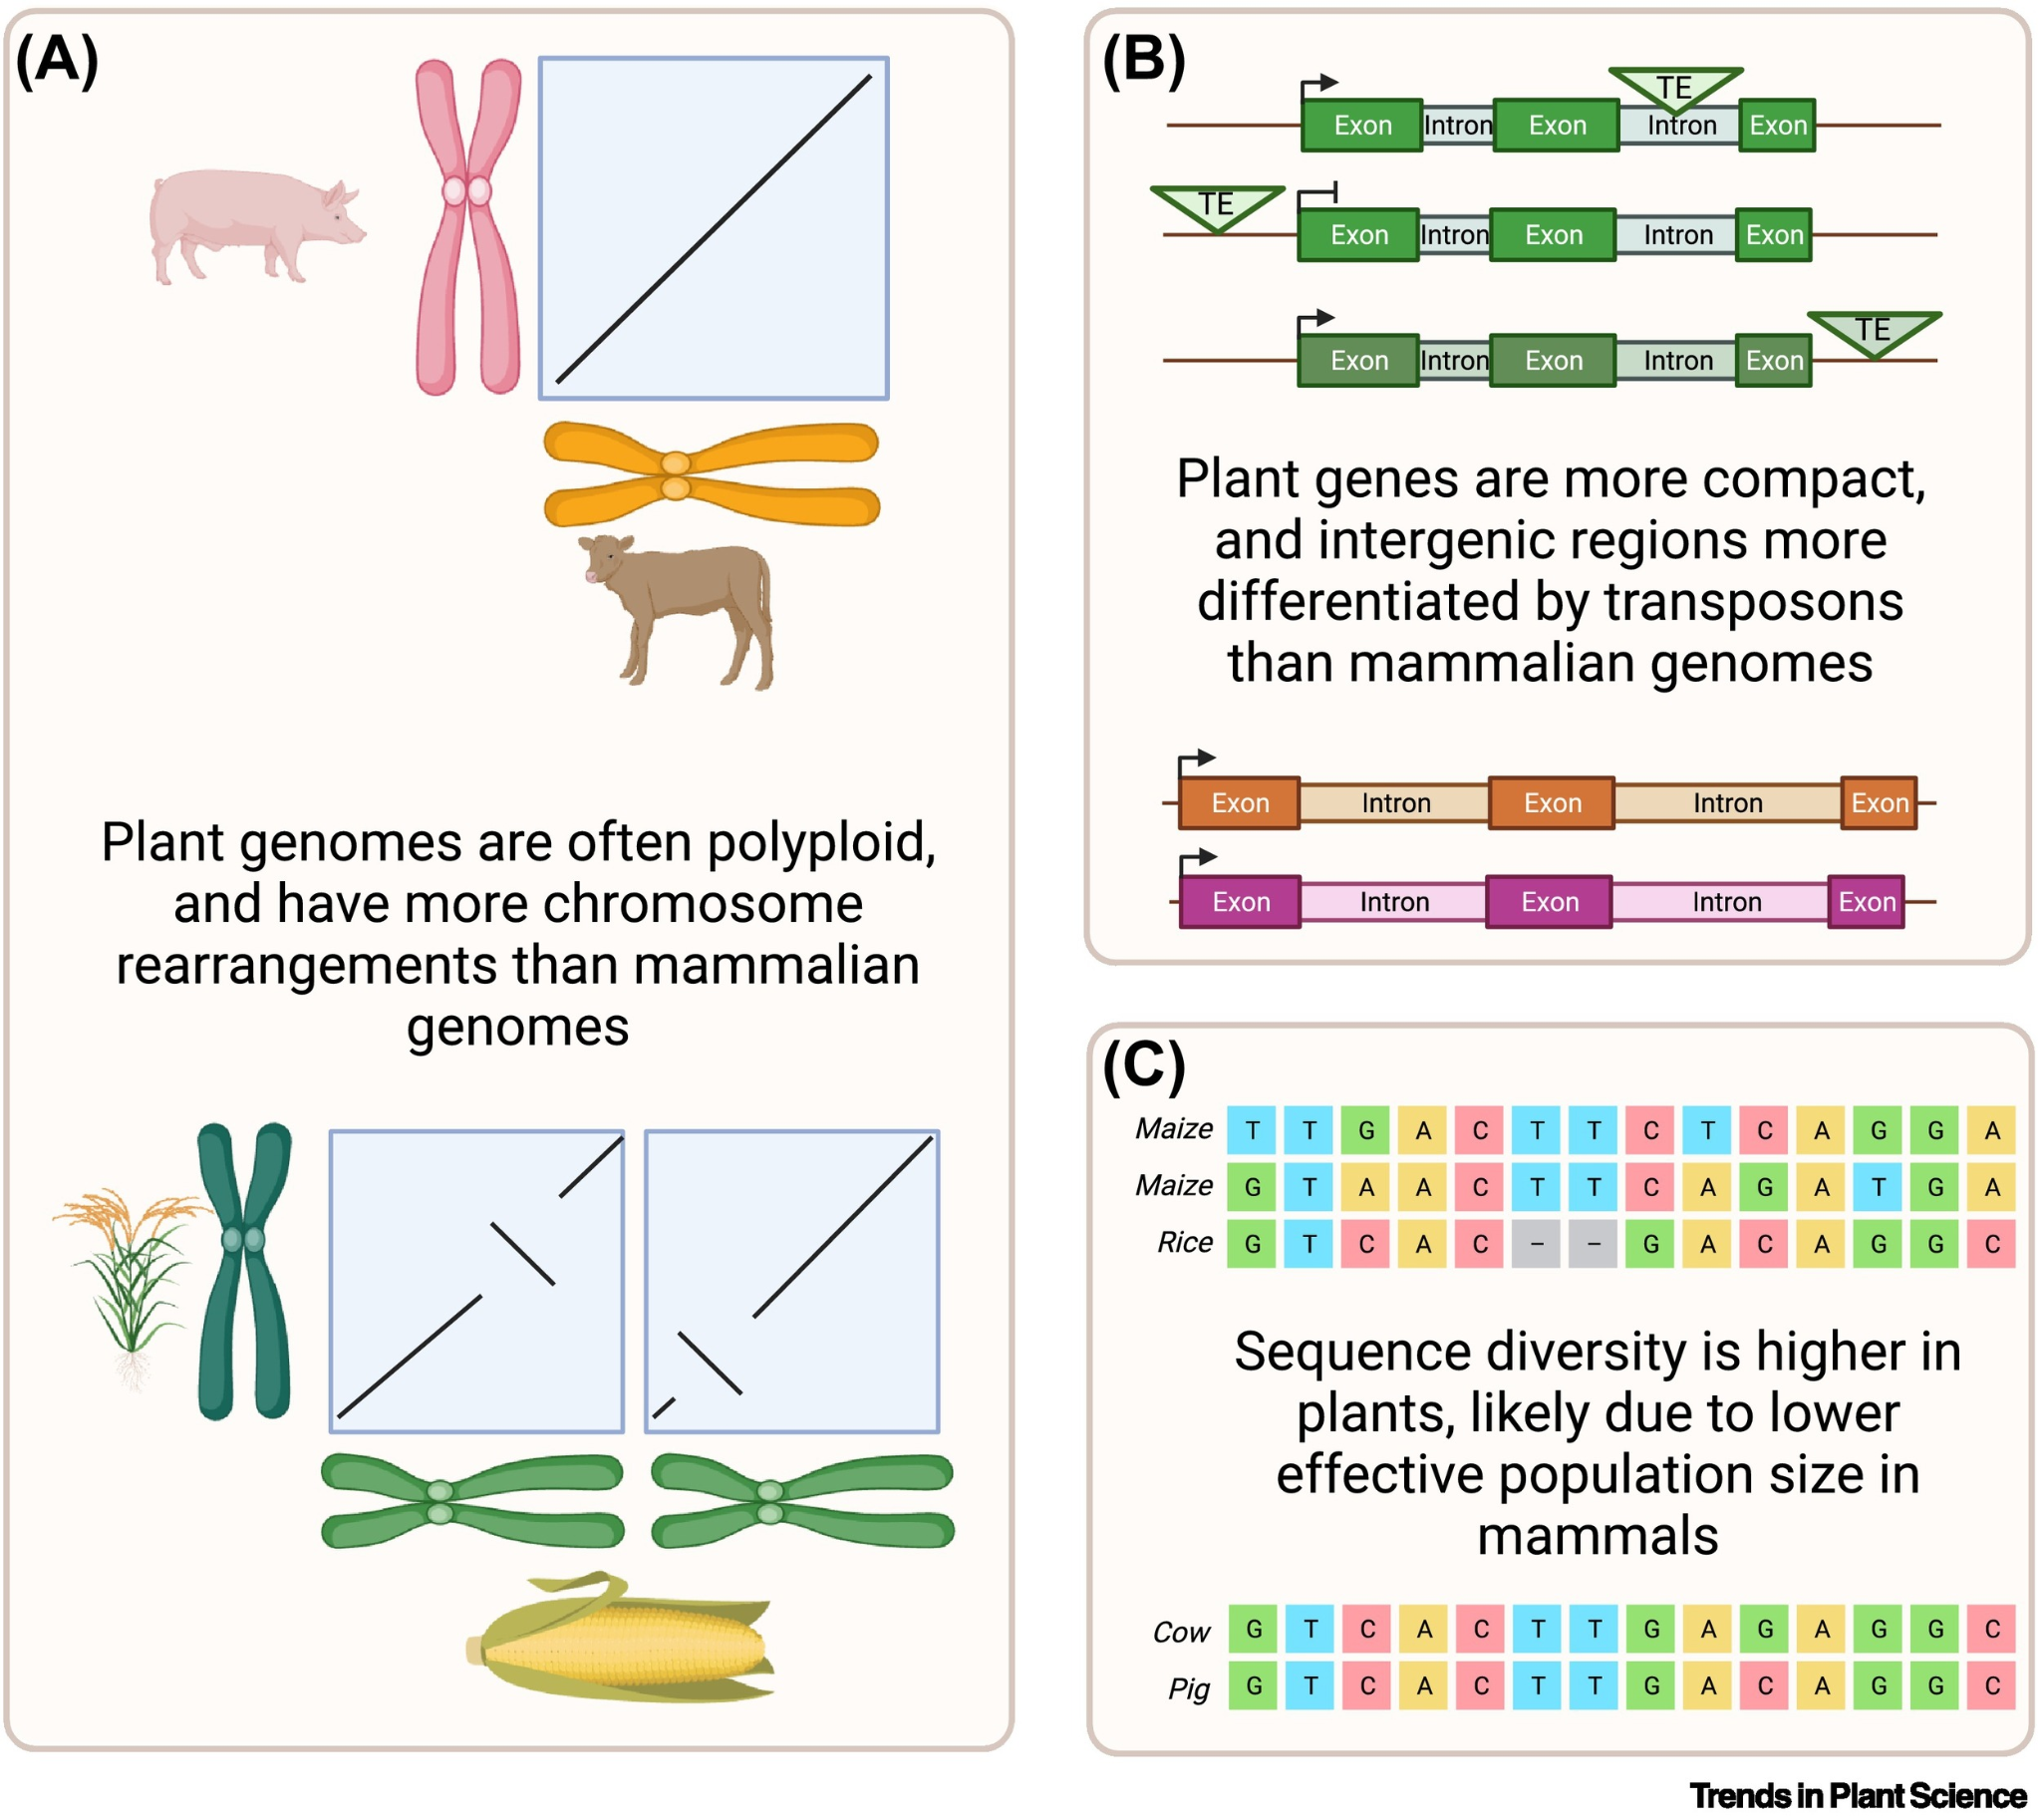 (A)
Plant genomes are often polyploid,
and have more chromosome
rearrangements than mammalian
genomes
(B)
TE
Exon Intron Exon Intron Exon
TE
Exon Intron Exon Intron Exon
TE
Exon Intron Exon Intron Exon
Plant genes are more compact,
and intergenic regions more
differentiated by transposons
than mammalian genomes
Exon Intron Exon Intron Exon
Exon Intron Exon Intron Exon
(C)
Maize T T G A C T T C T C A G G A
Maize G T A A C T T C A G A T G A
Rice G T C A C – – G A C A G G C
Sequence diversity is higher in
plants, likely due to lower
effective population size in
mammals
Cow G T C A C T T G A G A G G C
Pig G T C A C T T G A C A G G C
Trends in Plant Science